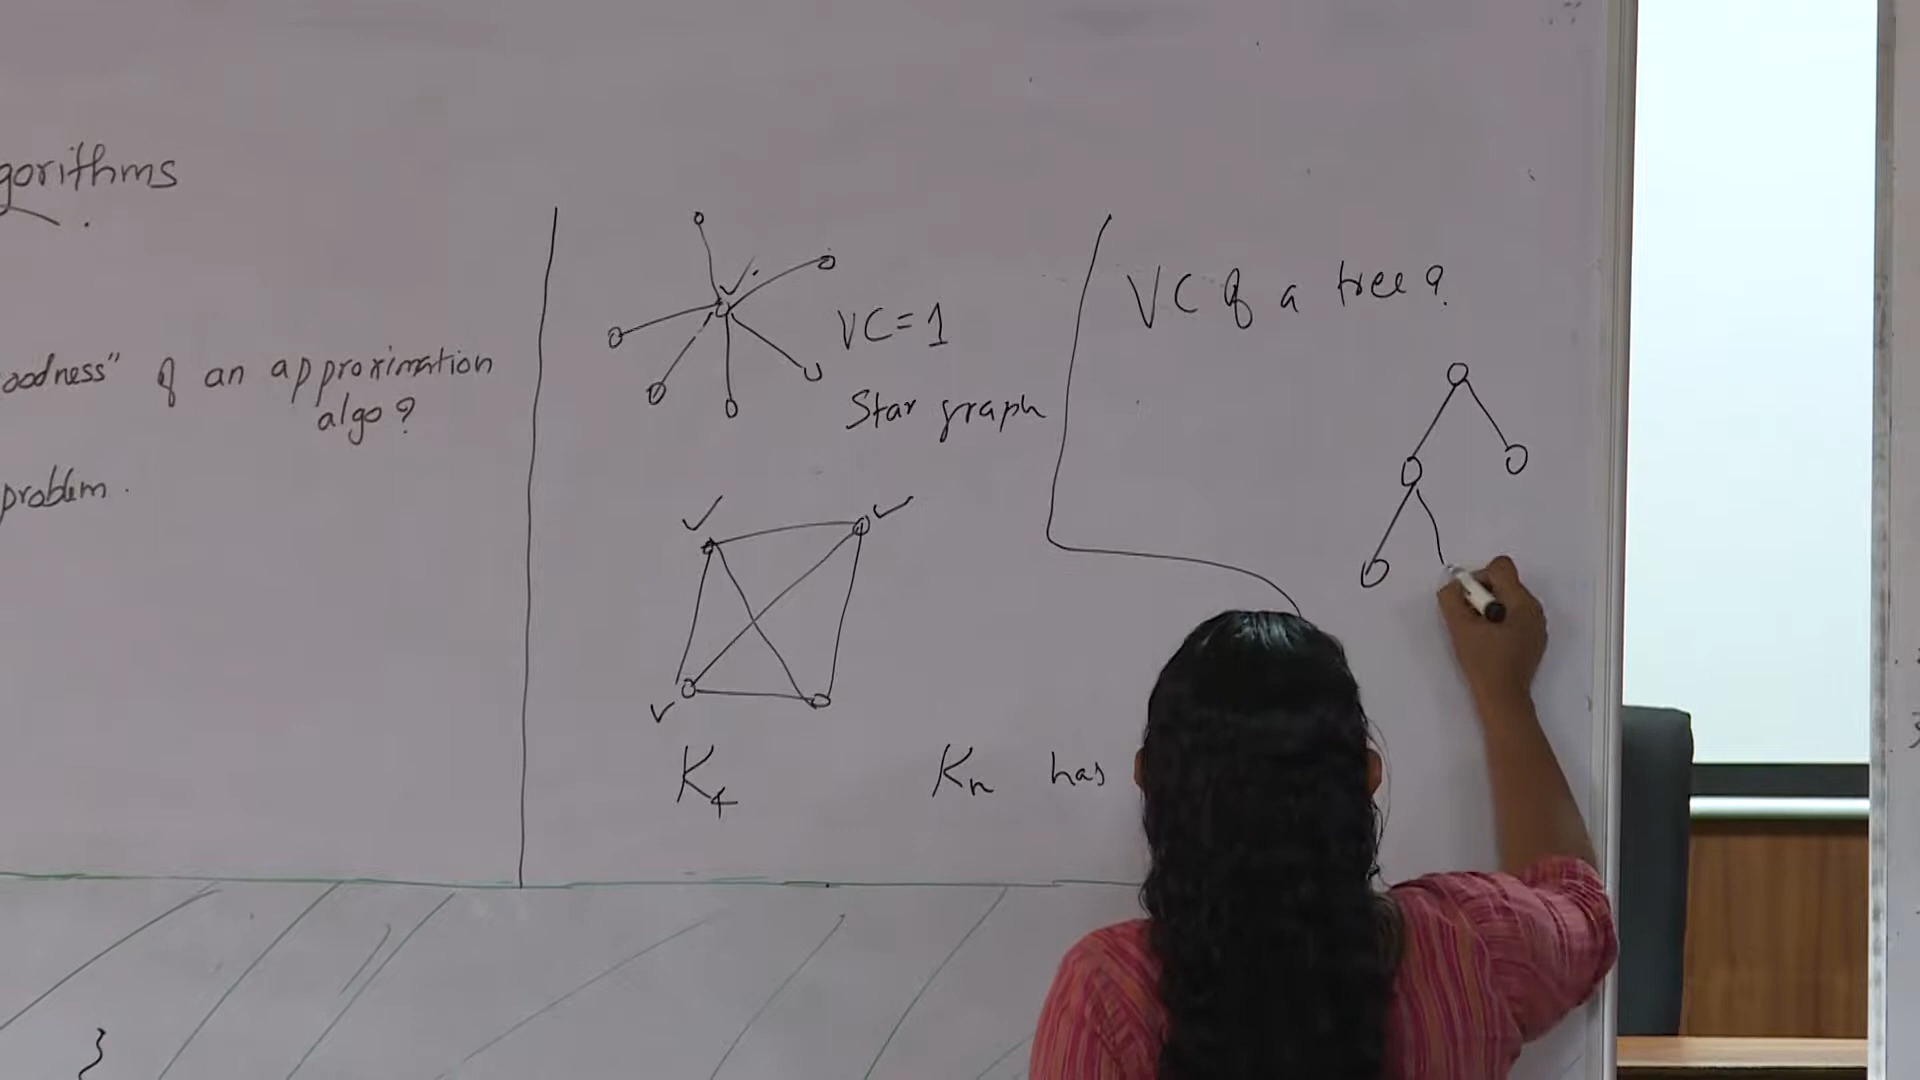 gorithms
oodness" of an approximation
algo?
problem.
VC = 1
Star graph
K4
Kn has
VC of a tree?
}